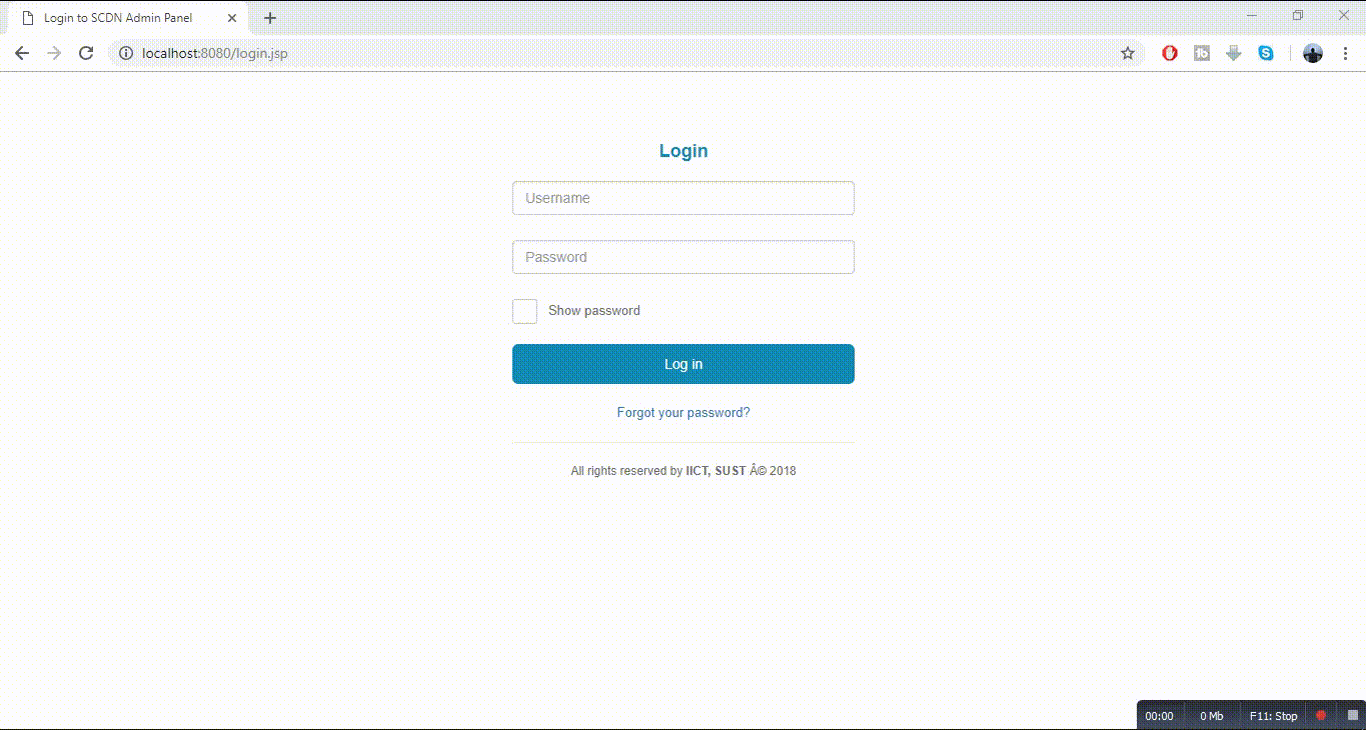 Login to SCDN Admin Panel
localhost:8080/login.jsp
Login
Username
Password
Show password
Log in
Forgot your password?
All rights reserved by IICT, SUST Â© 2018
00:00 0 Mb F11: Stop